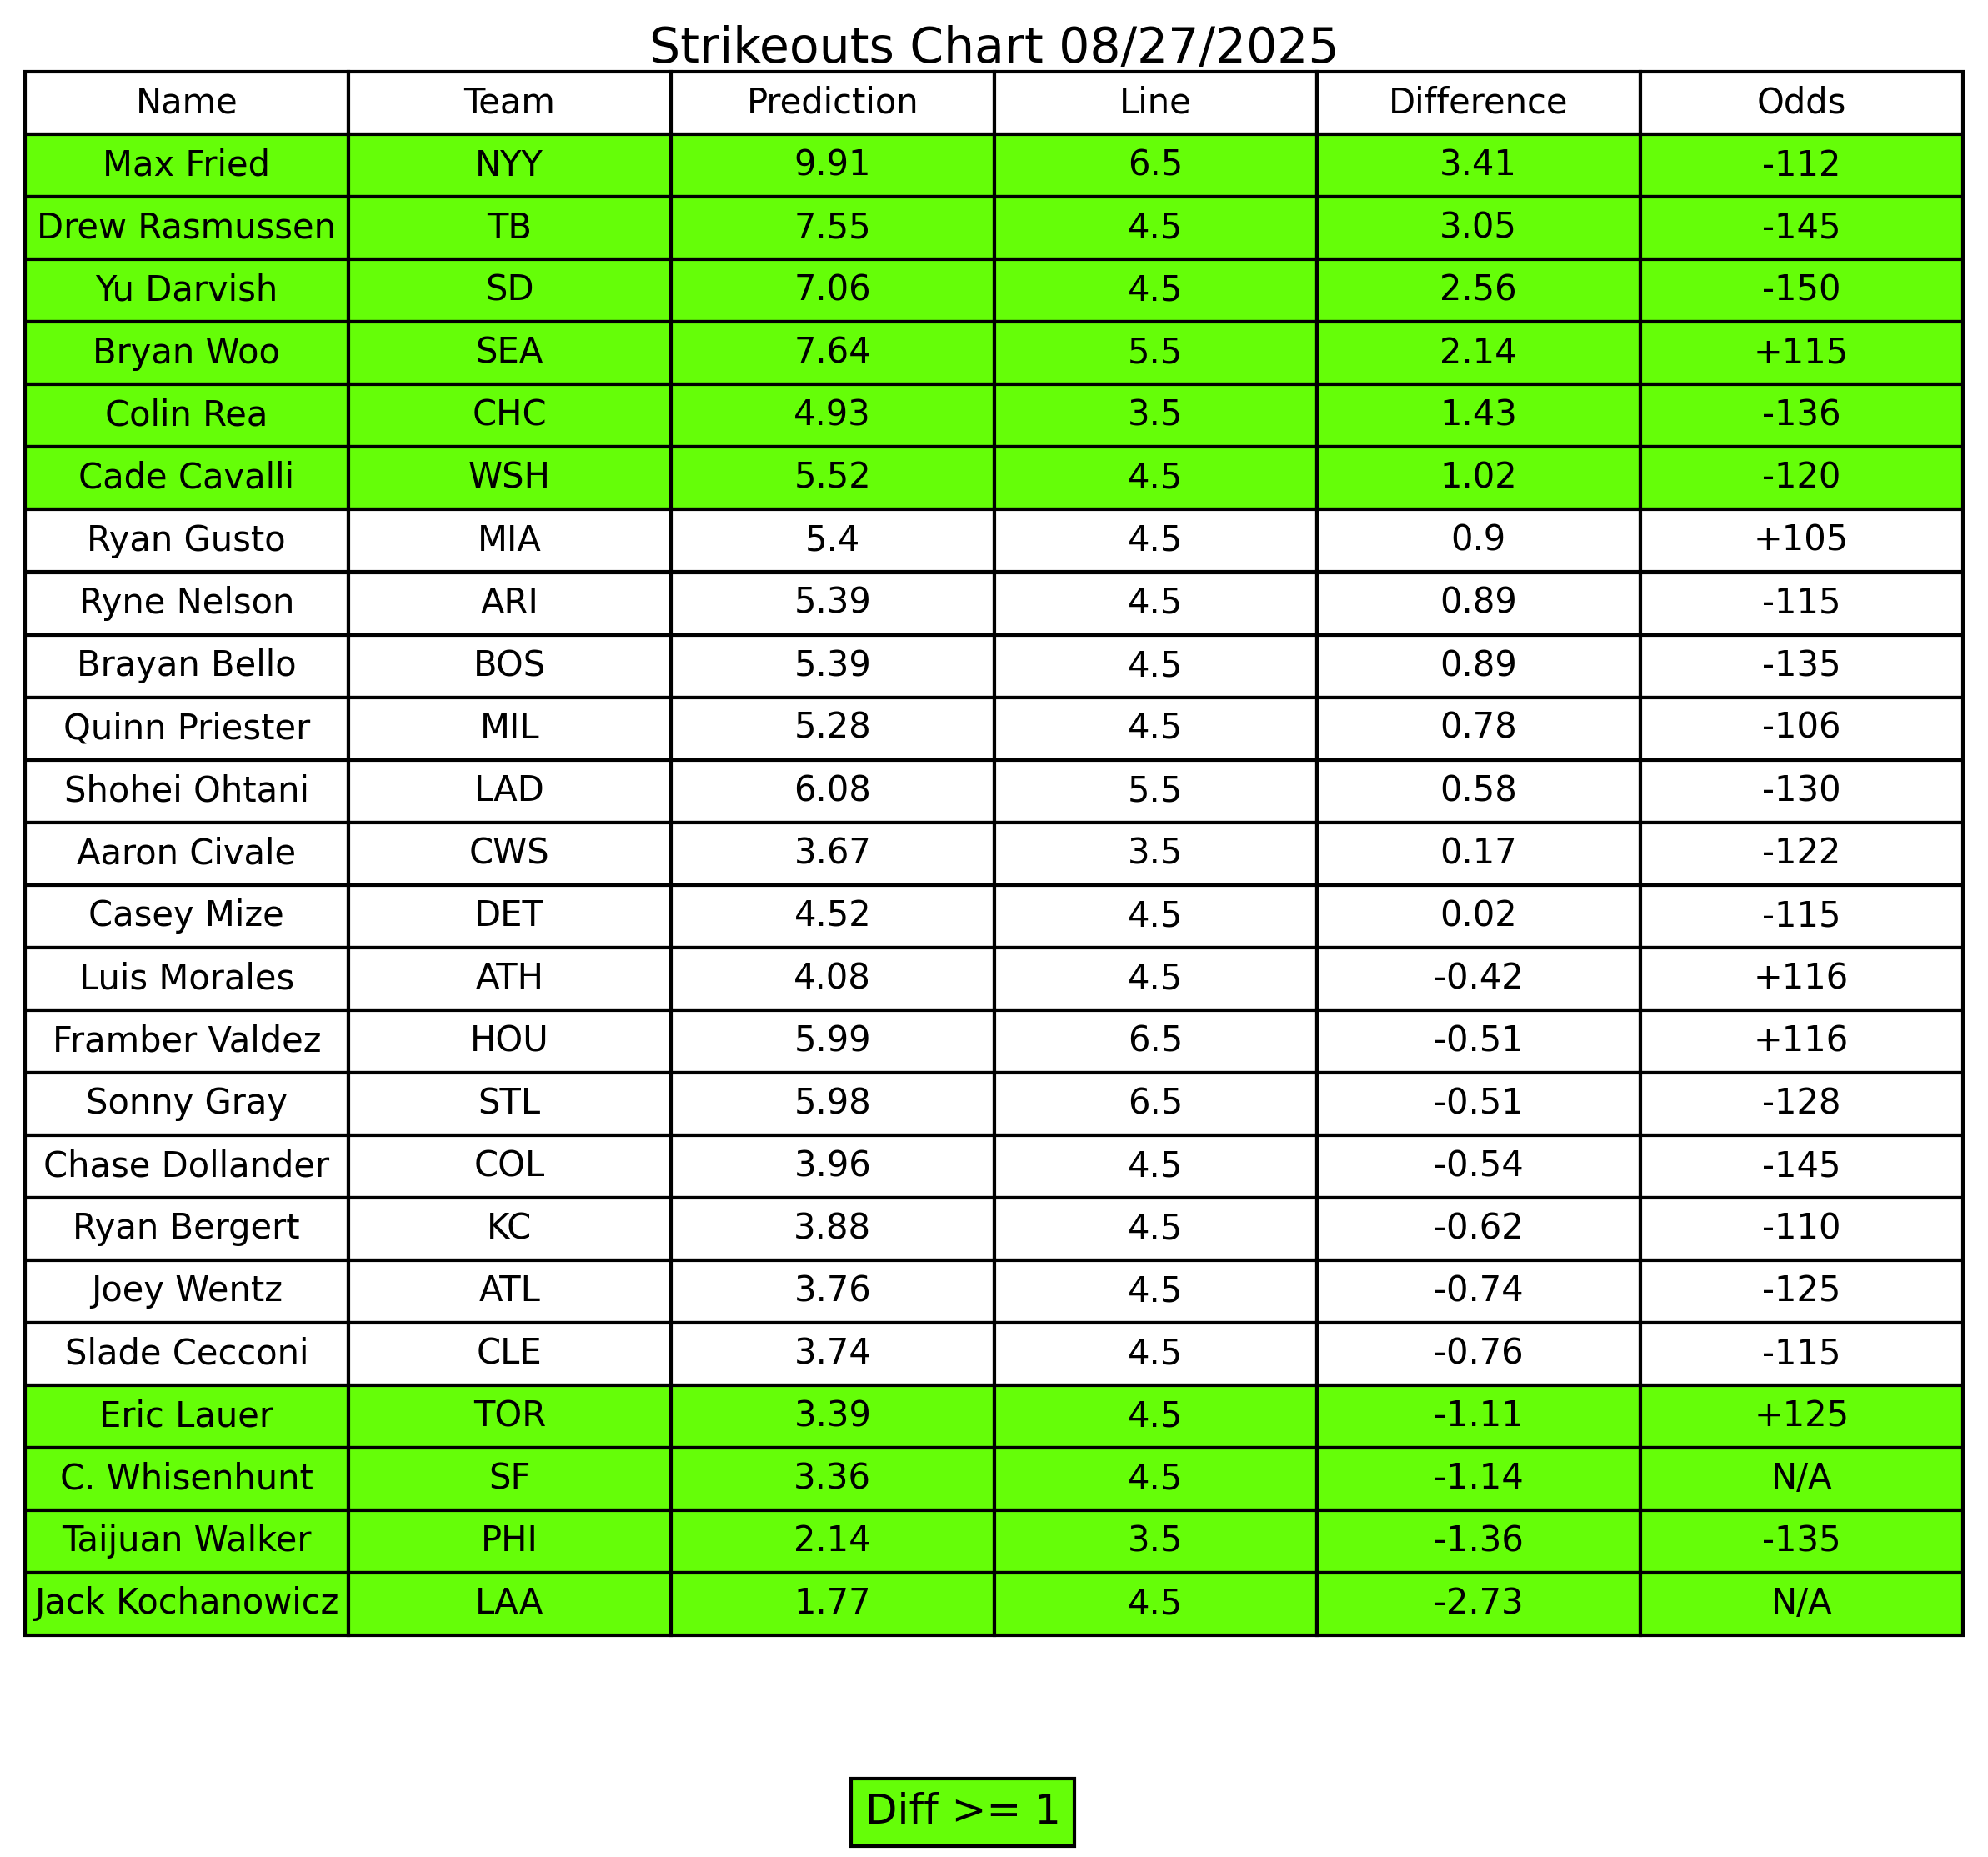 Strikeouts Chart 08/27/2025
Name Team Prediction Line Difference Odds
Max Fried NYY 9.91 6.5 3.41 -112
Drew Rasmussen TB 7.55 4.5 3.05 -145
Yu Darvish SD 7.06 4.5 2.56 -150
Bryan Woo SEA 7.64 5.5 2.14 +115
Colin Rea CHC 4.93 3.5 1.43 -136
Cade Cavalli WSH 5.52 4.5 1.02 -120
Ryan Gusto MIA 5.4 4.5 0.9 +105
Ryne Nelson ARI 5.39 4.5 0.89 -115
Brayan Bello BOS 5.39 4.5 0.89 -135
Quinn Priester MIL 5.28 4.5 0.78 -106
Shohei Ohtani LAD 6.08 5.5 0.58 -130
Aaron Civale CWS 3.67 3.5 0.17 -122
Casey Mize DET 4.52 4.5 0.02 -115
Luis Morales ATH 4.08 4.5 -0.42 +116
Framber Valdez HOU 5.99 6.5 -0.51 +116
Sonny Gray STL 5.98 6.5 -0.51 -128
Chase Dollander COL 3.96 4.5 -0.54 -145
Ryan Bergert KC 3.88 4.5 -0.62 -110
Joey Wentz ATL 3.76 4.5 -0.74 -125
Slade Cecconi CLE 3.74 4.5 -0.76 -115
Eric Lauer TOR 3.39 4.5 -1.11 +125
C. Whisenhunt SF 3.36 4.5 -1.14 N/A
Taijuan Walker PHI 2.14 3.5 -1.36 -135
Jack Kochanowicz LAA 1.77 4.5 -2.73 N/A
Diff >= 1